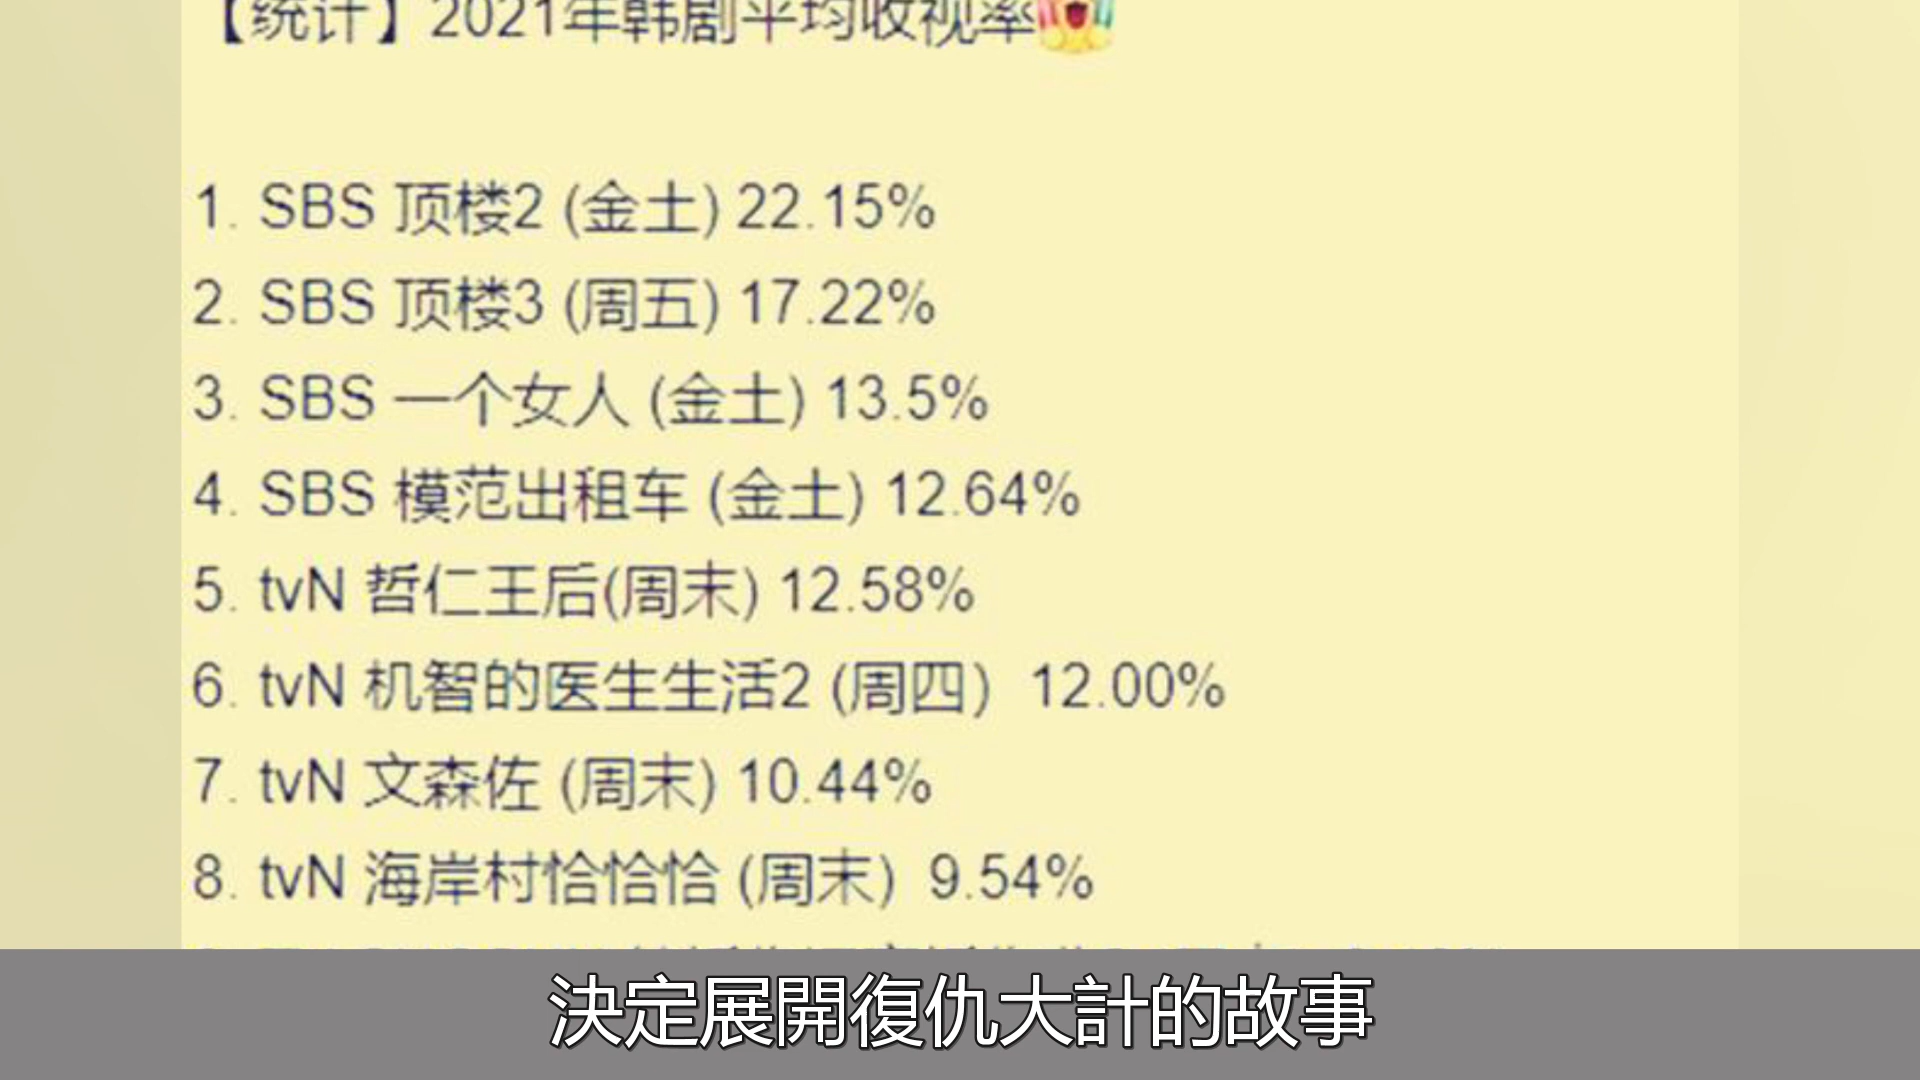 【统计】2021年韩剧平均收视率
1. SBS 顶楼2 (金土) 22.15%
2. SBS 顶楼3 (周五) 17.22%
3. SBS 一个女人 (金土) 13.5%
4. SBS 模范出租车 (金土) 12.64%
5. tvN 哲仁王后(周末) 12.58%
6. tvN 机智的医生生活2 (周四） 12.00%
7. tvN 文森佐 (周末) 10.44%
8. tvN 海岸村恰恰恰 (周末） 9.54%
決定展開復仇大計的故事